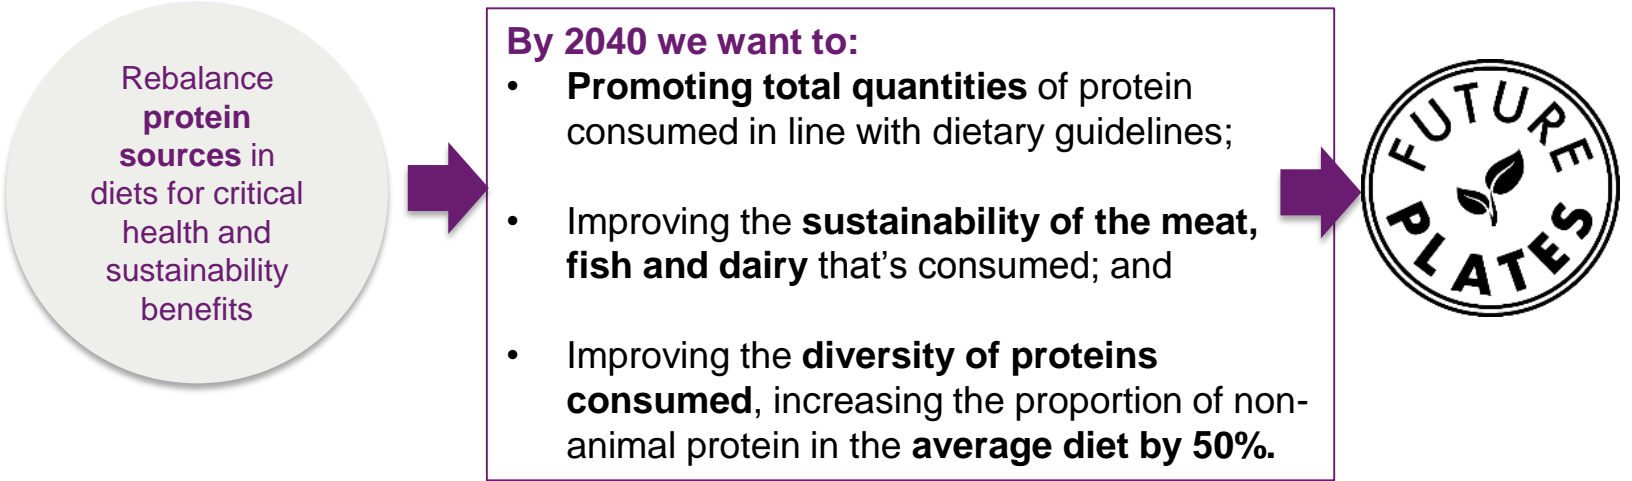 Rebalance
protein
sources in
diets for critical
health and
sustainability
benefits
By 2040 we want to:
• Promoting total quantities of protein
consumed in line with dietary guidelines;
• Improving the sustainability of the meat,
fish and dairy that’s consumed; and
• Improving the diversity of proteins
consumed, increasing the proportion of non-
animal protein in the average diet by 50%.
FUTURE
PLATES